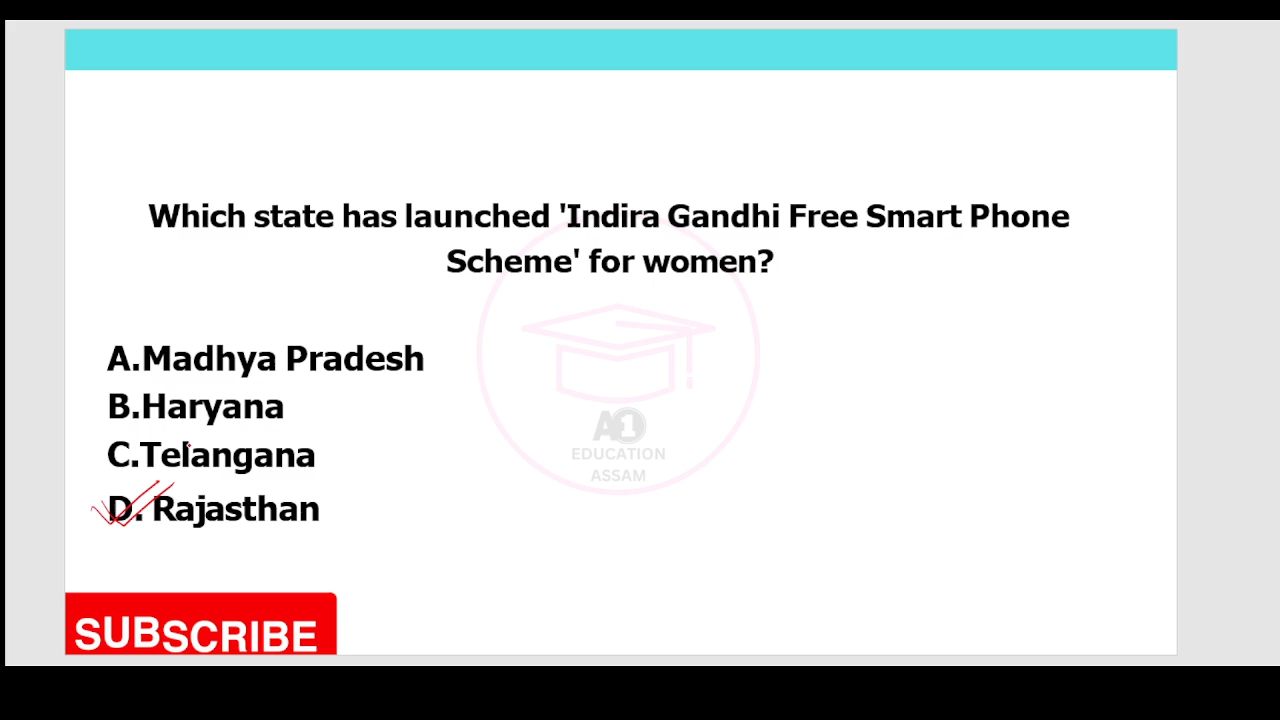 Which state has launched 'Indira Gandhi Free Smart Phone
Scheme' for women?
A.Madhya Pradesh
B.Haryana
C.Telangana
D. Rajasthan
A1
EDUCATION
ASSAM
SUBSCRIBE